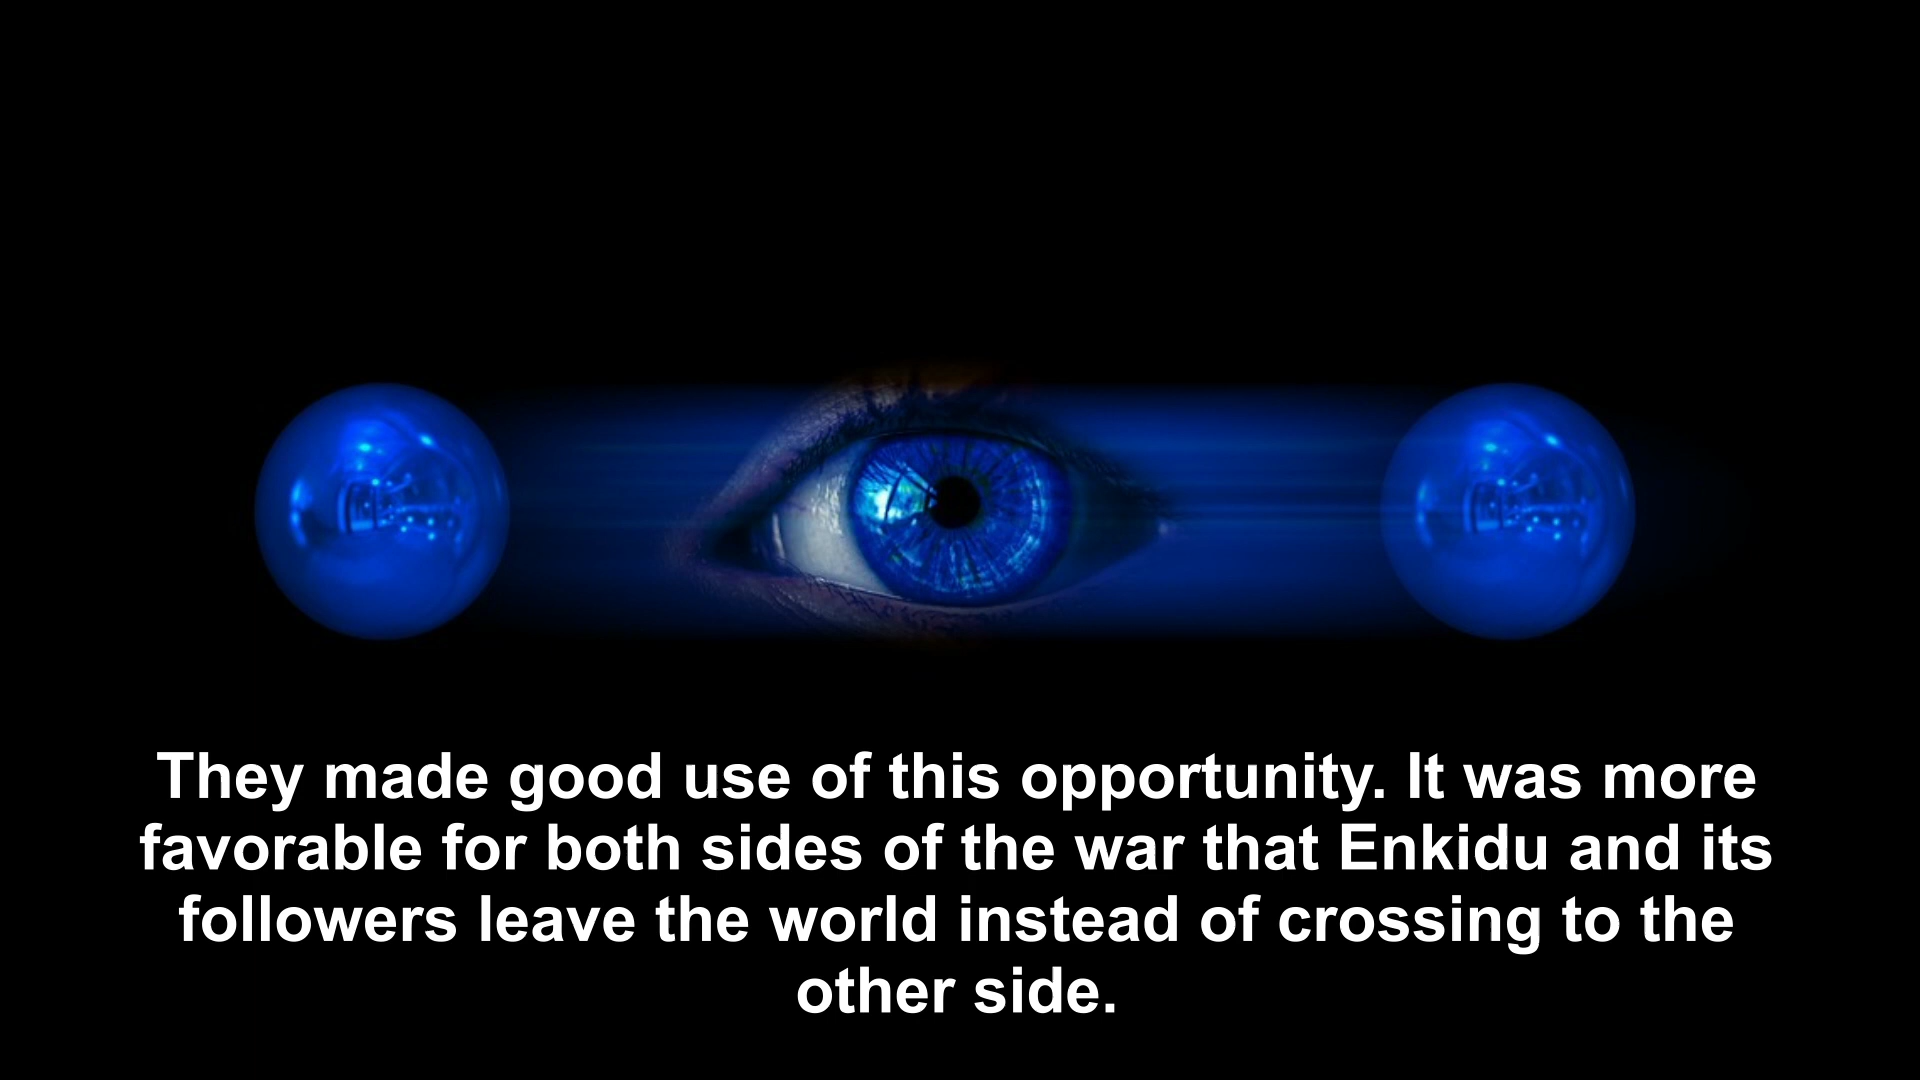 They made good use of this opportunity. It was more
favorable for both sides of the war that Enkidu and its
followers leave the world instead of crossing to the
other side.